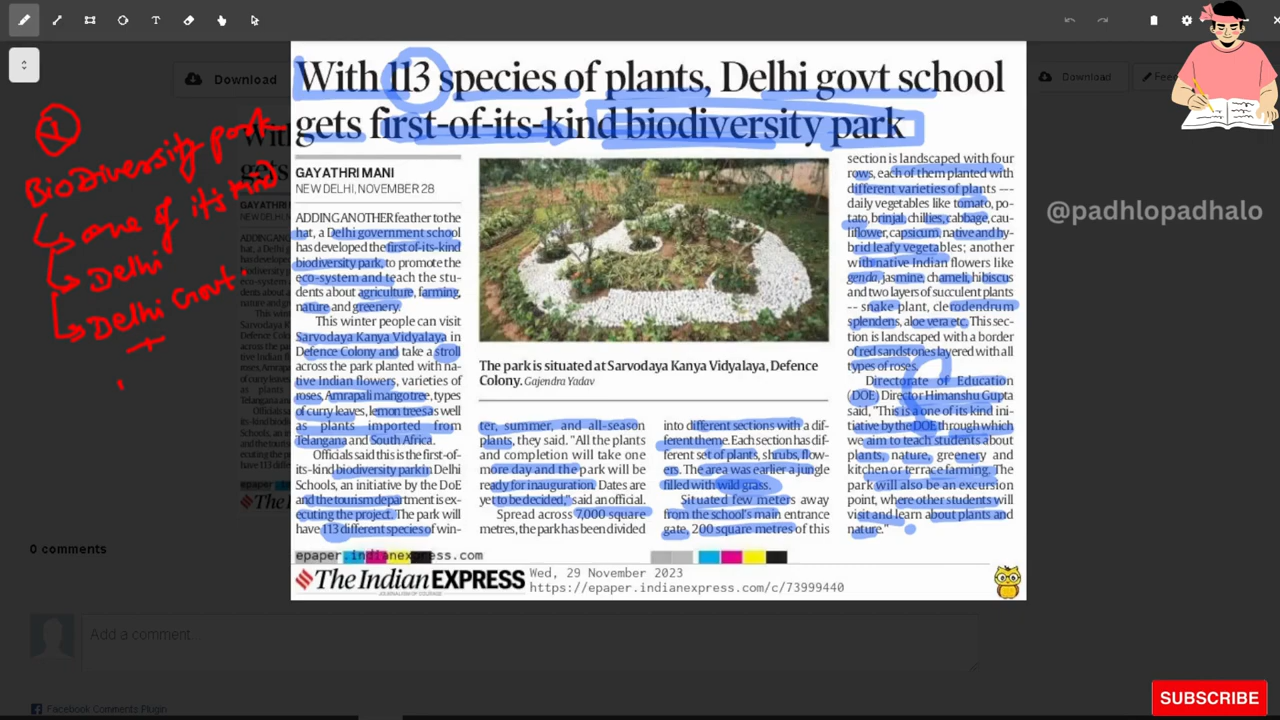 Download
Download
With 113 species of plants, Delhi govt school
gets first-of-its-kind biodiversity park
GAYATHRI MANI
NEW DELHI, NOVEMBER 28
ADDING ANOTHER feather to the
hat, a Delhi government school
has developed the first-of-its-kind
biodiversity park, to promote the
eco-system and teach the stu-
dents about agriculture, farming,
nature and greenery.
This winter people can visit
Sarvodaya Kanya Vidyalaya in
Defence Colony and take a stroll
across the park planted with na-
tive Indian flowers, varieties of
roses, Amrapali mango tree, types
of curry leaves, lemon trees as well
as plants imported from
Telangana and South Africa.
Officials said this is the first-of-
its-kind biodiversity park in Delhi
Schools, an initiative by the DoE
and the tourism department is ex-
ecuting the project. The park will
have 113 different species of win-
The park is situated at Sarvodaya Kanya Vidyalaya, Defence
Colony. Gajendra Yadav
ter, summer, and all-season
plants, they said. "All the plants
and completion will take one
more day and the park will be
ready for inauguration. Dates are
yet to be decided," said an official.
Spread across 7,000 square
metres, the park has been divided
into different sections with a dif-
ferent theme. Each section has dif-
ferent set of plants, shrubs, flow-
ers. The area was earlier a jungle
filled with wild grass.
Situated few meters away
from the school's main entrance
gate, 200 square metres of this
section is landscaped with four
rows, each of them planted with
different varieties of plants ---
daily vegetables like tomato, po-
tato, brinjal, chillies, cabbage, cau-
liflower, capsicum, native and hy-
brid leafy vegetables; another
with native Indian flowers like
genda, jasmine, chameli, hibiscus
and two layers of succulent plants
-- snake plant, clerodendrum
splendens, aloe vera etc. This sec-
tion is landscaped with a border
of red sandstones layered with all
types of roses.
Directorate of Education
(DOE) Director Himanshu Gupta
said, "This is a one of its kind ini-
tiative by the DOE through which
we aim to teach students about
plants, nature, greenery and
kitchen or terrace farming. The
park will also be an excursion
point, where other students will
visit and learn about plants and
nature."
epaper.indianexpress.com
The Indian EXPRESS
JOURNALISM OF COURAGE
Wed, 29 November 2023
https://epaper.indianexpress.com/c/73999440
Biodiversity park
one of its kind
Delhi
Delhi Govt.
@padhlopadhalo
0 comments
Add a comment...
Facebook Comments Plugin
SUBSCRIBE